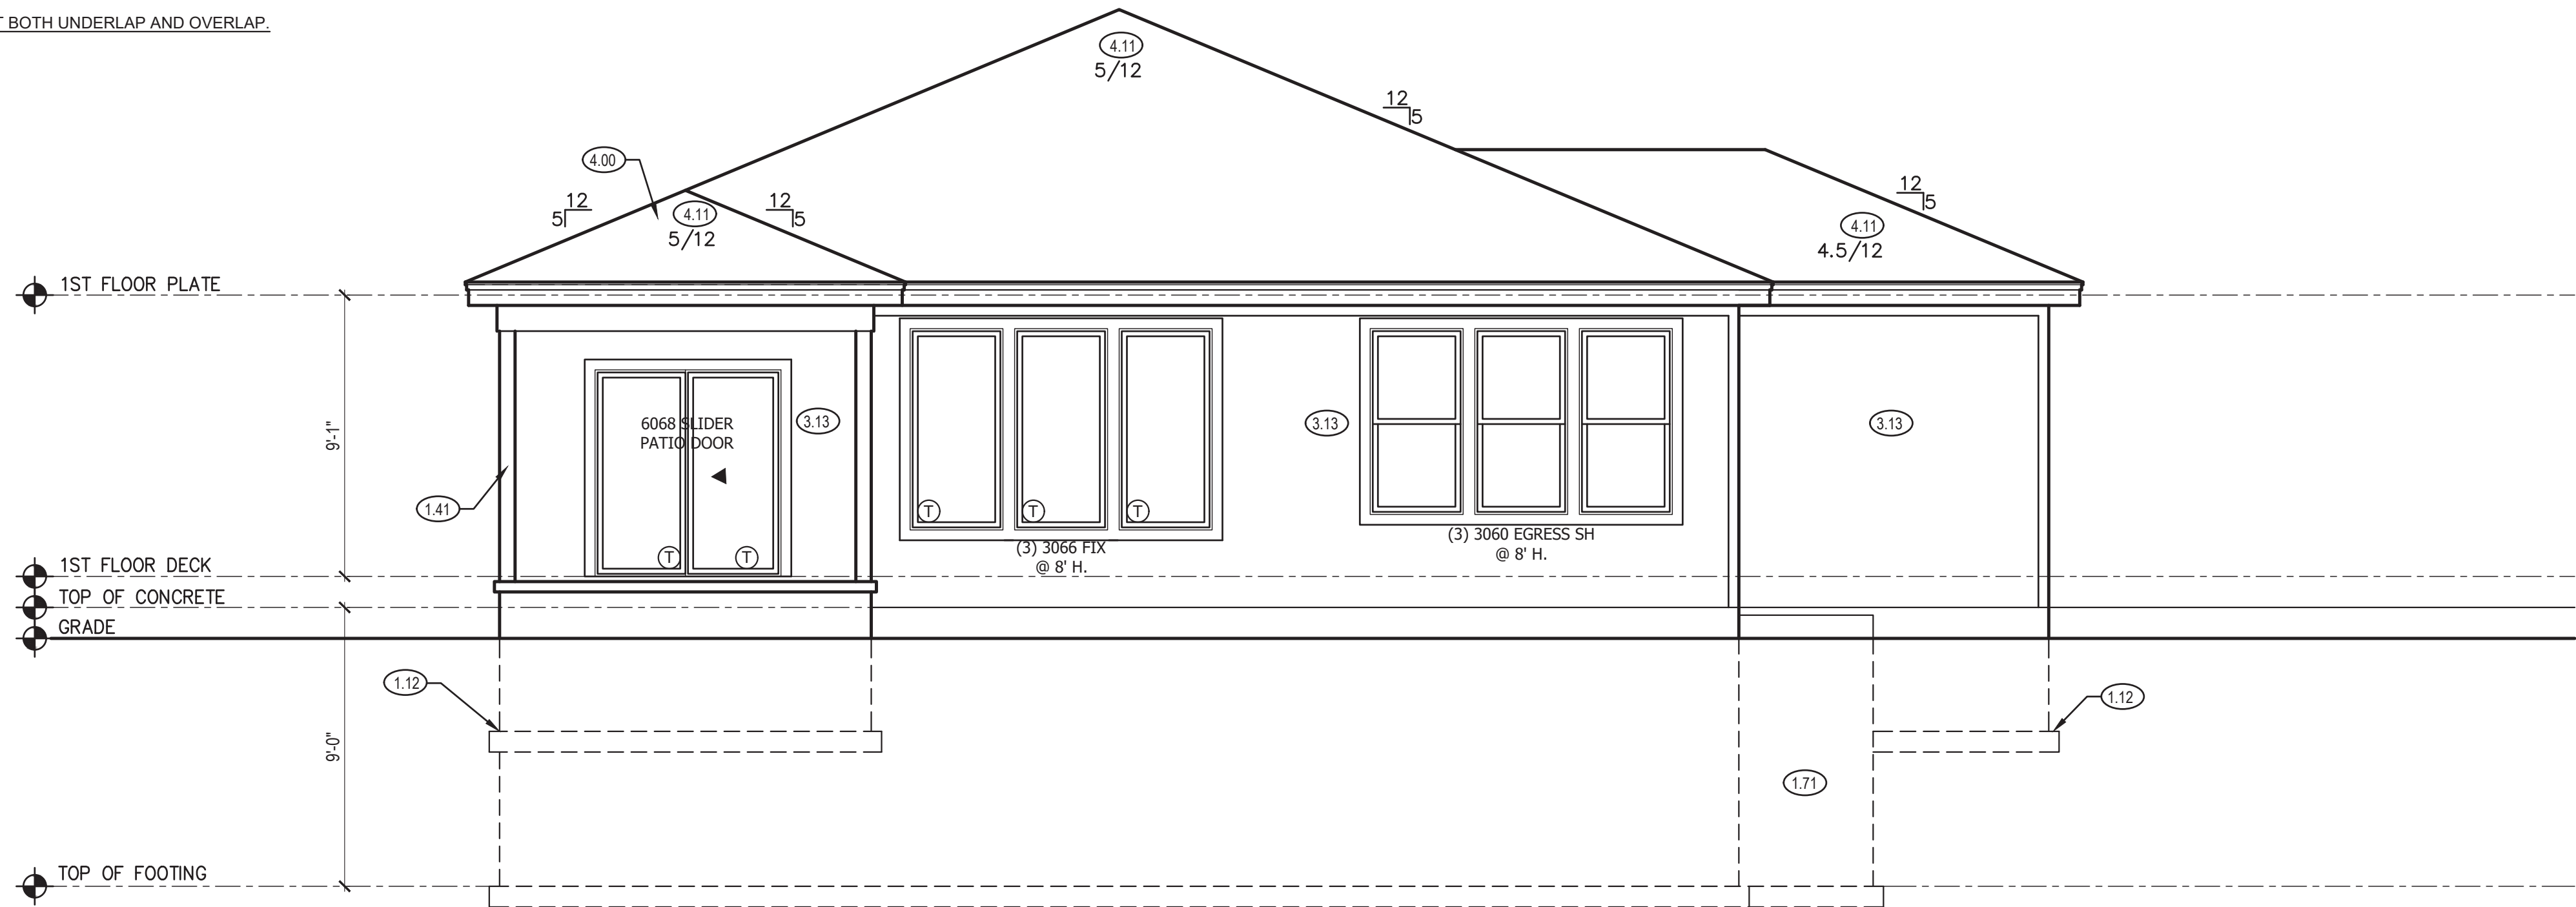 T BOTH UNDERLAP AND OVERLAP.
4.11
5/12
12
5
4.00
12
5
4.11
5/12
12
5
12
5
4.11
4.5/12
1ST FLOOR PLATE
9'-1"
6068 SLIDER
PATIO DOOR
3.13
3.13
3.13
1.41
T
T
T
T
T
(3) 3066 FIX
@ 8' H.
(3) 3060 EGRESS SH
@ 8' H.
1ST FLOOR DECK
TOP OF CONCRETE
GRADE
1.12
1.12
9'-0"
1.71
TOP OF FOOTING